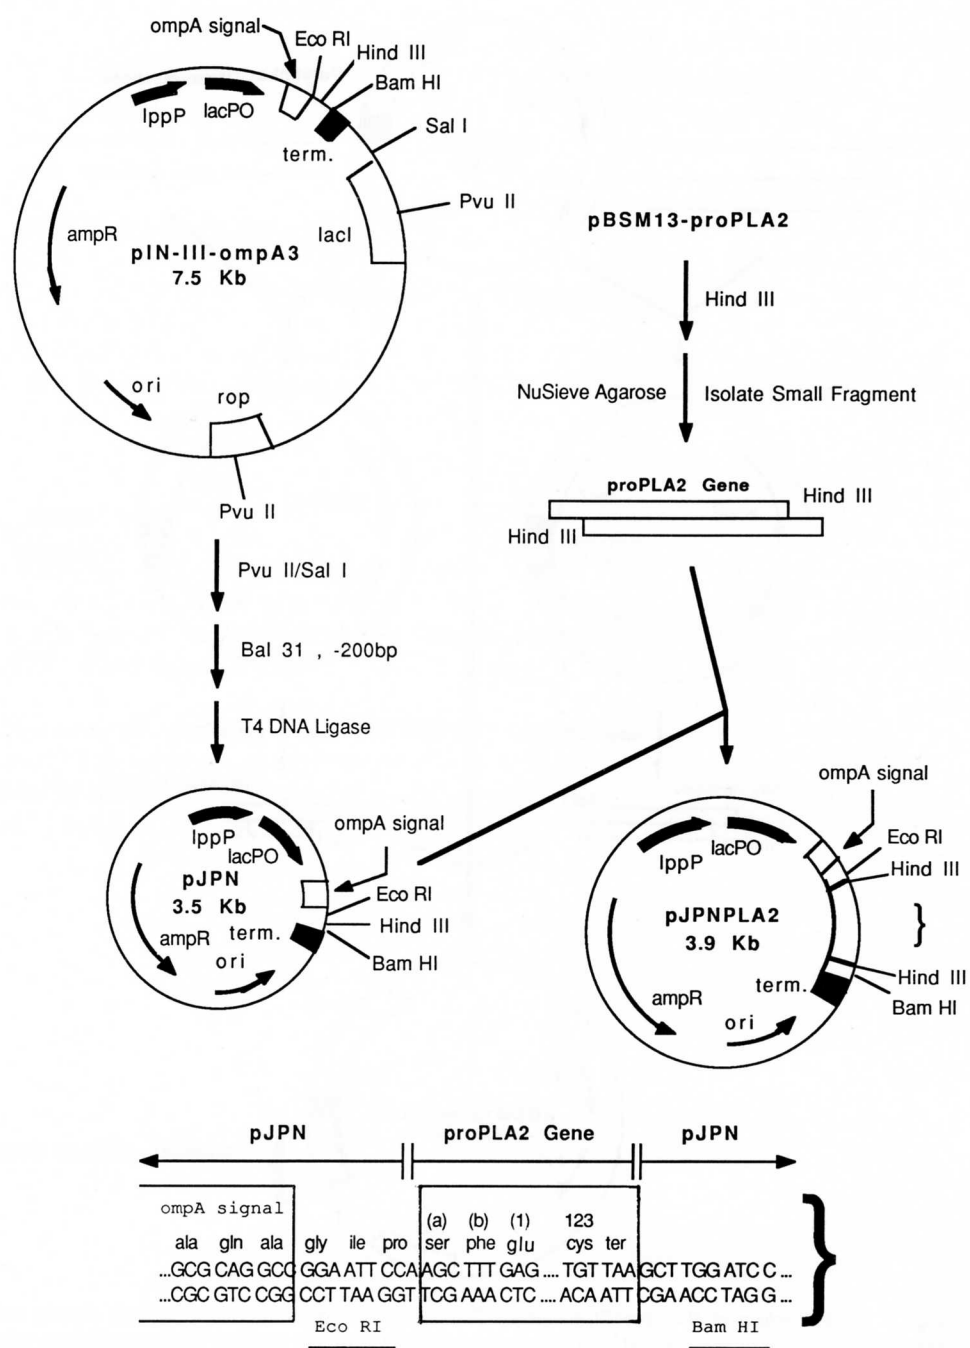 ompA signal
Eco RI
Hind III
Bam HI
lppP
lacPO
term.
Sal I
Pvu II
ampR
lacI
pIN-III-ompA3
7.5 Kb
ori
rop
Pvu II
pBSM13-proPLA2
Hind III
NuSieve Agarose
Isolate Small Fragment
proPLA2 Gene
Hind III
Hind III
Pvu II/Sal I
Bal 31 , -200bp
T4 DNA Ligase
ompA signal
lppP
lacPO
pJPN
3.5 Kb
Eco RI
Hind III
Bam HI
ampR
term.
ori
ompA signal
Eco RI
Hind III
lppP
lacPO
pJPNPLA2
3.9 Kb
}
Hind III
Bam HI
term.
ampR
ori
pJPN proPLA2 Gene pJPN
ompA signal (a) (b) (1) 123
ala gln ala gly ile pro ser phe glu cys ter
...GCG CAG GCC GGA ATT CCA AGC TTT GAG .... TGT TAA GCT TGG ATC C ...
...CGC GTC CGG CCT TAA GGT TCG AAA CTC .... ACA ATT CGA ACC TAG G ...
Eco RI Bam HI
}